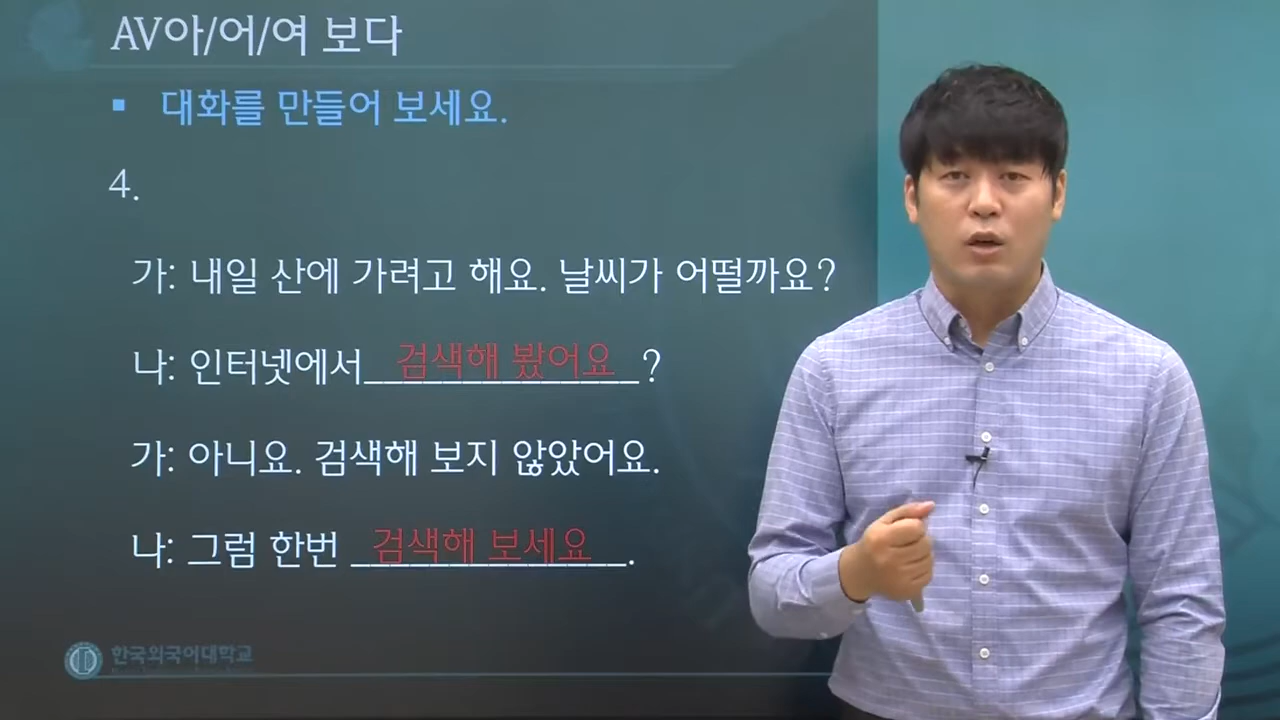 AV아/어/여 보다
▪ 대화를 만들어 보세요.
4.
가: 내일 산에 가려고 해요. 날씨가 어떨까요?
나: 인터넷에서 검색해 봤어요?
가: 아니요. 검색해 보지 않았어요.
나: 그럼 한번 검색해 보세요.
한국외국어대학교